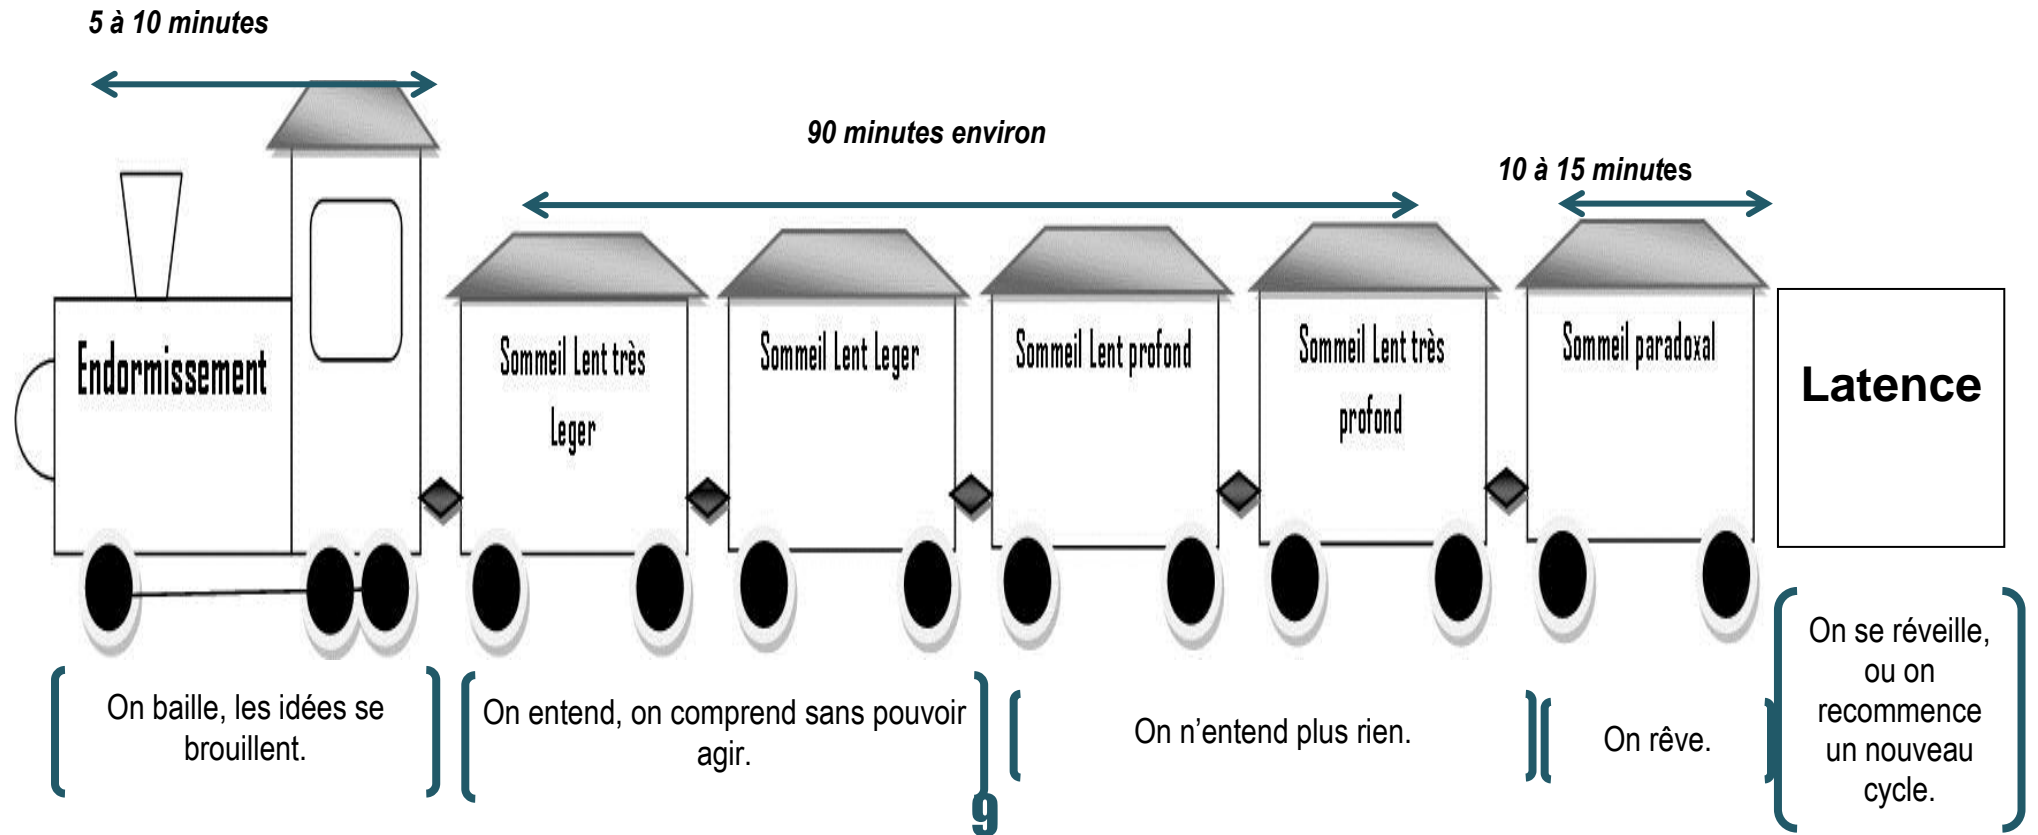 5 à 10 minutes
90 minutes environ
10 à 15 minutes
Endormissement
Sommeil Lent très
Leger
Sommeil Lent Leger
Sommeil Lent profond
Sommeil Lent très
profond
Sommeil paradoxal
Latence
On baille, les idées se
brouillent.
On entend, on comprend sans pouvoir
agir.
On n’entend plus rien.
On rêve.
On se réveille,
ou on
recommence
un nouveau
cycle.
9